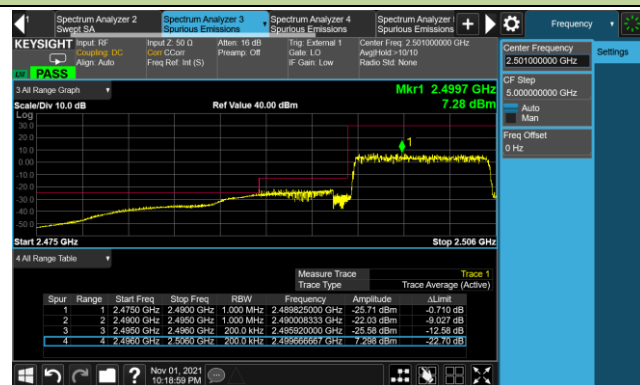 1
Spectrum Analyzer 2
Swept SA
Spectrum Analyzer 3
Spurious Emissions
Spectrum Analyzer 4
Spurious Emissions
Spectrum Analyzer
Spurious Emissions
+
Frequency
KEYSIGHT
Input: RF
Coupling: DC
Align: Auto
Input Z: 50 Ω
Corr CCorr
Freq Ref: Int (S)
Atten: 16 dB
Preamp: Off
Trig: External 1
Gate: LO
IF Gain: Low
Center Freq: 2.501000000 GHz
Avg|Hold:>10/10
Radio Std: None
PASS
Center Frequency
2.501000000 GHz
Settings
CF Step
5.000000000 GHz
Auto
Man
Freq Offset
0 Hz
3 All Range Graph
Mkr1 2.4997 GHz
Scale/Div 10.0 dB
Ref Value 40.00 dBm
7.28 dBm
Log
30.0
20.0
10.0
0.00
-10.0
-20.0
-30.0
-40.0
-50.0
1
Start 2.475 GHz
Stop 2.506 GHz
4 All Range Table
Measure Trace Trace 1
Trace Type Trace Average (Active)
Spur Range Start Freq Stop Freq RBW Frequency Amplitude ΔLimit
1 1 2.4750 GHz 2.4900 GHz 1.000 MHz 2.489825000 GHz -25.71 dBm -0.710 dB
2 2 2.4900 GHz 2.4950 GHz 1.000 MHz 2.490008333 GHz -22.03 dBm -9.027 dB
3 3 2.4950 GHz 2.4960 GHz 200.0 kHz 2.495920000 GHz -25.58 dBm -12.58 dB
4 4 2.4960 GHz 2.5060 GHz 200.0 kHz 2.499666667 GHz 7.298 dBm -22.70 dB
?
Nov 01, 2021
10:18:59 PM